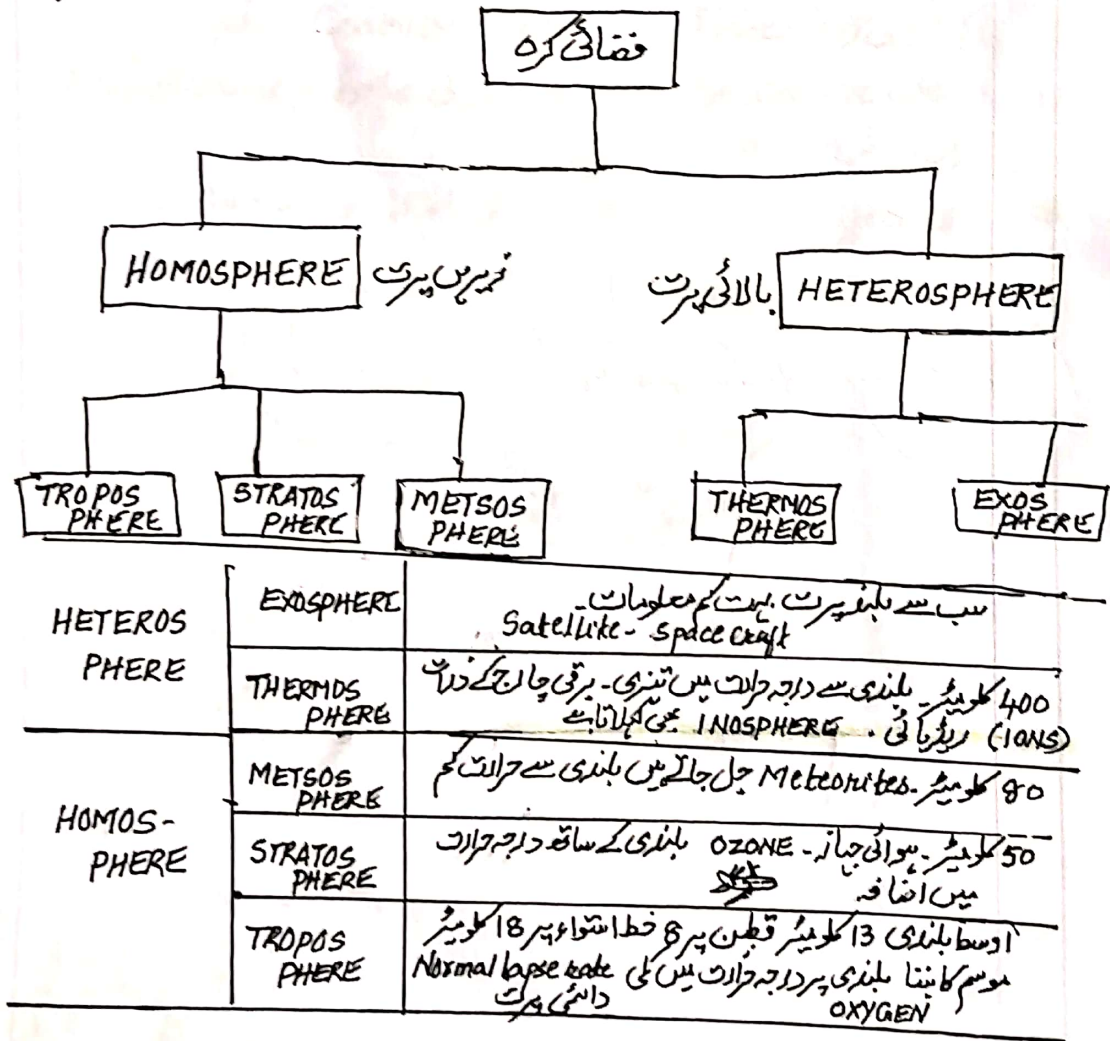 فضائی کرہ
HOMOSPHERE زیریں پرت
بالائی پرت HETEROSPHERE
TROPOS
PHERE
STRATOS
PHERE
METSOS
PHERE
THERMOS
PHERE
EXOS
PHERE
HETEROS
PHERE
EXOSPHERE
سب سے بلند پرت بہت کم معلومات۔
Satellite - Space craft
THERMOS
PHERE
400 کلومیٹر۔ بلندی سے درجہ حرارت میں تیزی۔ برقی چارج کے ذرات
(IONS) ریڈیائی . INOSPHERE بھی کہلاتا ہے
HOMOS-
PHERE
METSOS
PHERE
80 کلومیٹر۔ Meteorites جل جاتے ہیں بلندی سے حرارت کم
STRATOS
PHERE
50 کلومیٹر۔ ہوائی جہاز۔ OZONE بلندی کے ساتھ درجہ حرارت
میں اضافہ
TROPOS
PHERE
اوسط بلندی 13 کلومیٹر قطبین پر 8 خط استواء پر 18 کلومیٹر
موسم کا بننا بلندی پر درجہ حرارت میں کمی Normal lapse rate
OXYGEN پرت